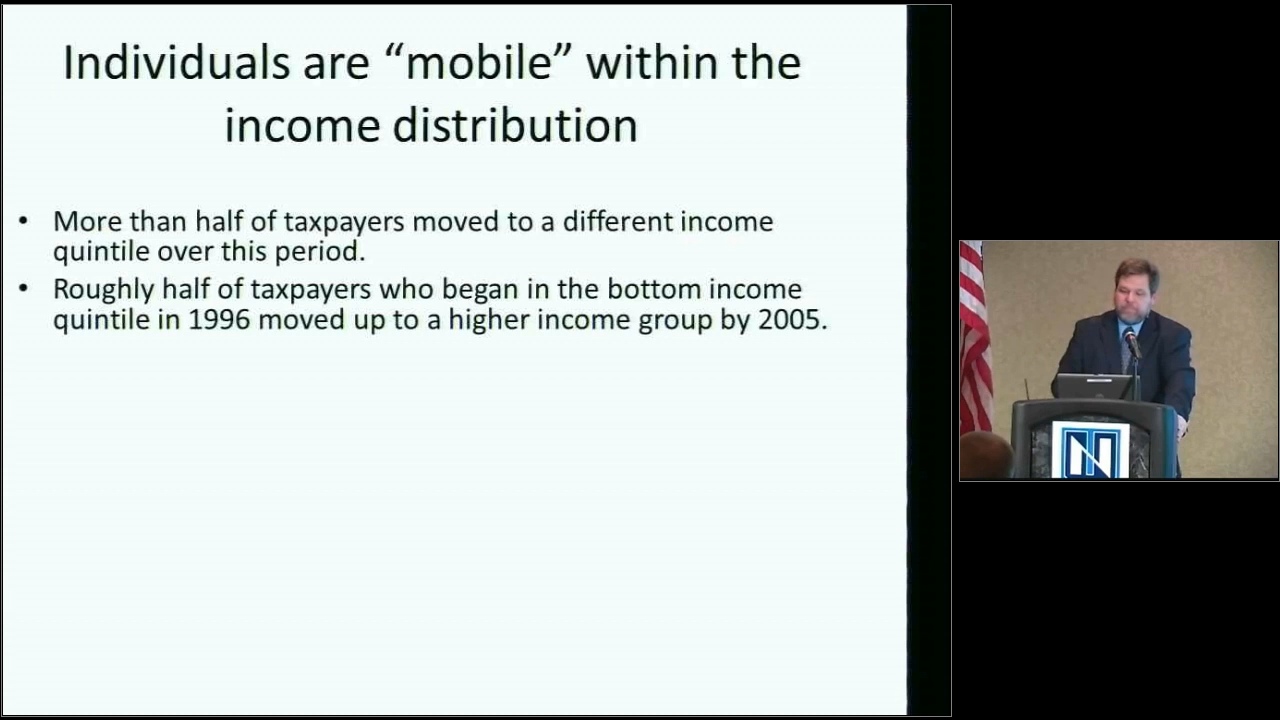 Individuals are “mobile” within the
income distribution
• More than half of taxpayers moved to a different income
quintile over this period.
• Roughly half of taxpayers who began in the bottom income
quintile in 1996 moved up to a higher income group by 2005.